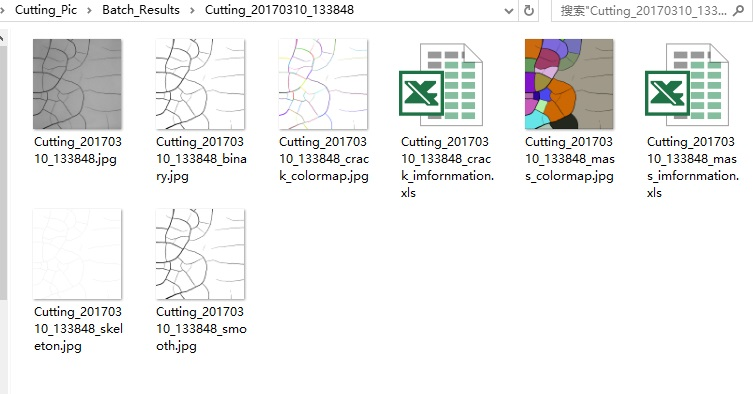 Cutting_Pic > Batch_Results > Cutting_20170310_133848
搜索"Cutting_20170310_133...
Cutting_20170310_133848.jpg
Cutting_20170310_133848_binary.jpg
Cutting_20170310_133848_crack_colormap.jpg
Cutting_20170310_133848_crack_imfornmation.xls
Cutting_20170310_133848_mass_colormap.jpg
Cutting_20170310_133848_mass_imfornmation.xls
Cutting_20170310_133848_skeleton.jpg
Cutting_20170310_133848_smooth.jpg